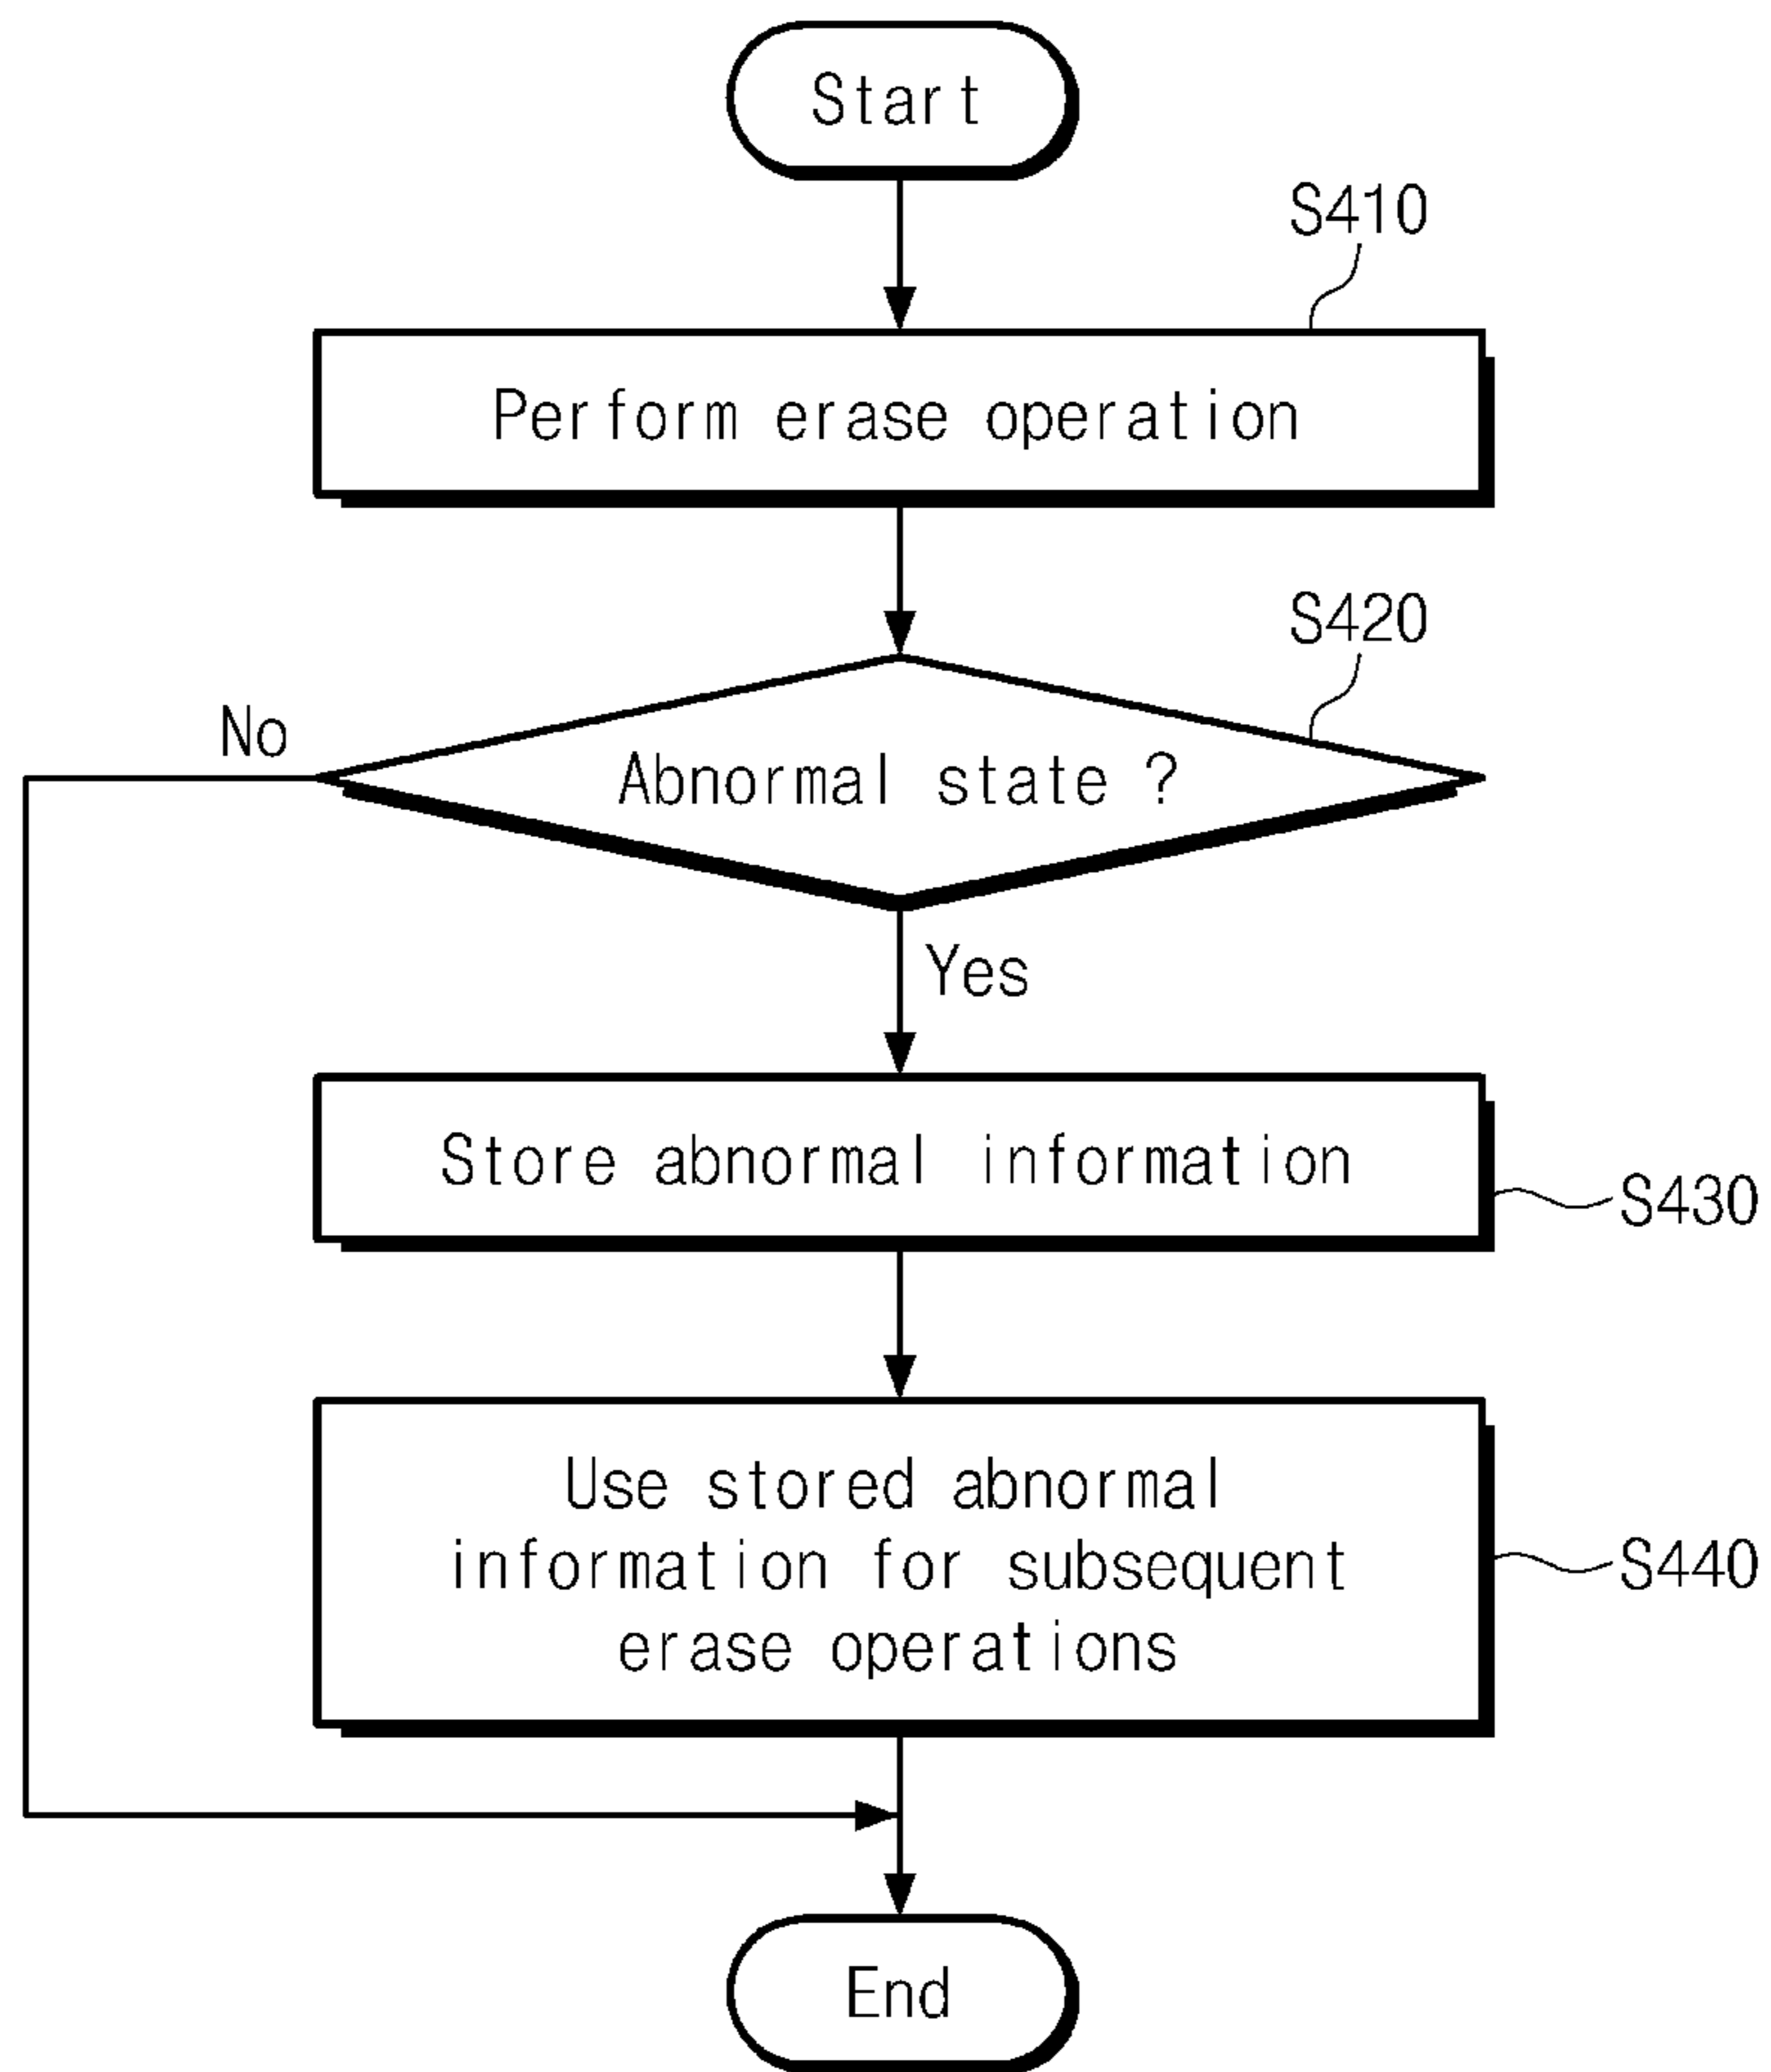 Start
S410
Perform erase operation
S420
No
Abnormal state ?
Yes
Store abnormal information
S430
Use stored abnormal
information for subsequent
erase operations
S440
End